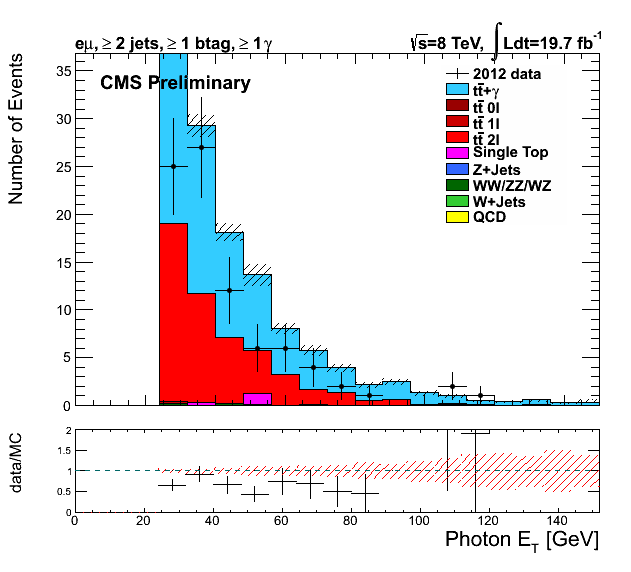 eμ, ≥ 2 jets, ≥ 1 btag, ≥ 1 γ
√s=8 TeV, ∫ Ldt=19.7 fb⁻¹
CMS Preliminary
Number of Events
35
30
25
20
15
10
5
0
2012 data
tt̄+γ
tt̄ 0l
tt̄ 1l
tt̄ 2l
Single Top
Z+Jets
WW/ZZ/WZ
W+Jets
QCD
data/MC
2
1.5
1
0.5
0
0 20 40 60 80 100 120 140
Photon E_T [GeV]